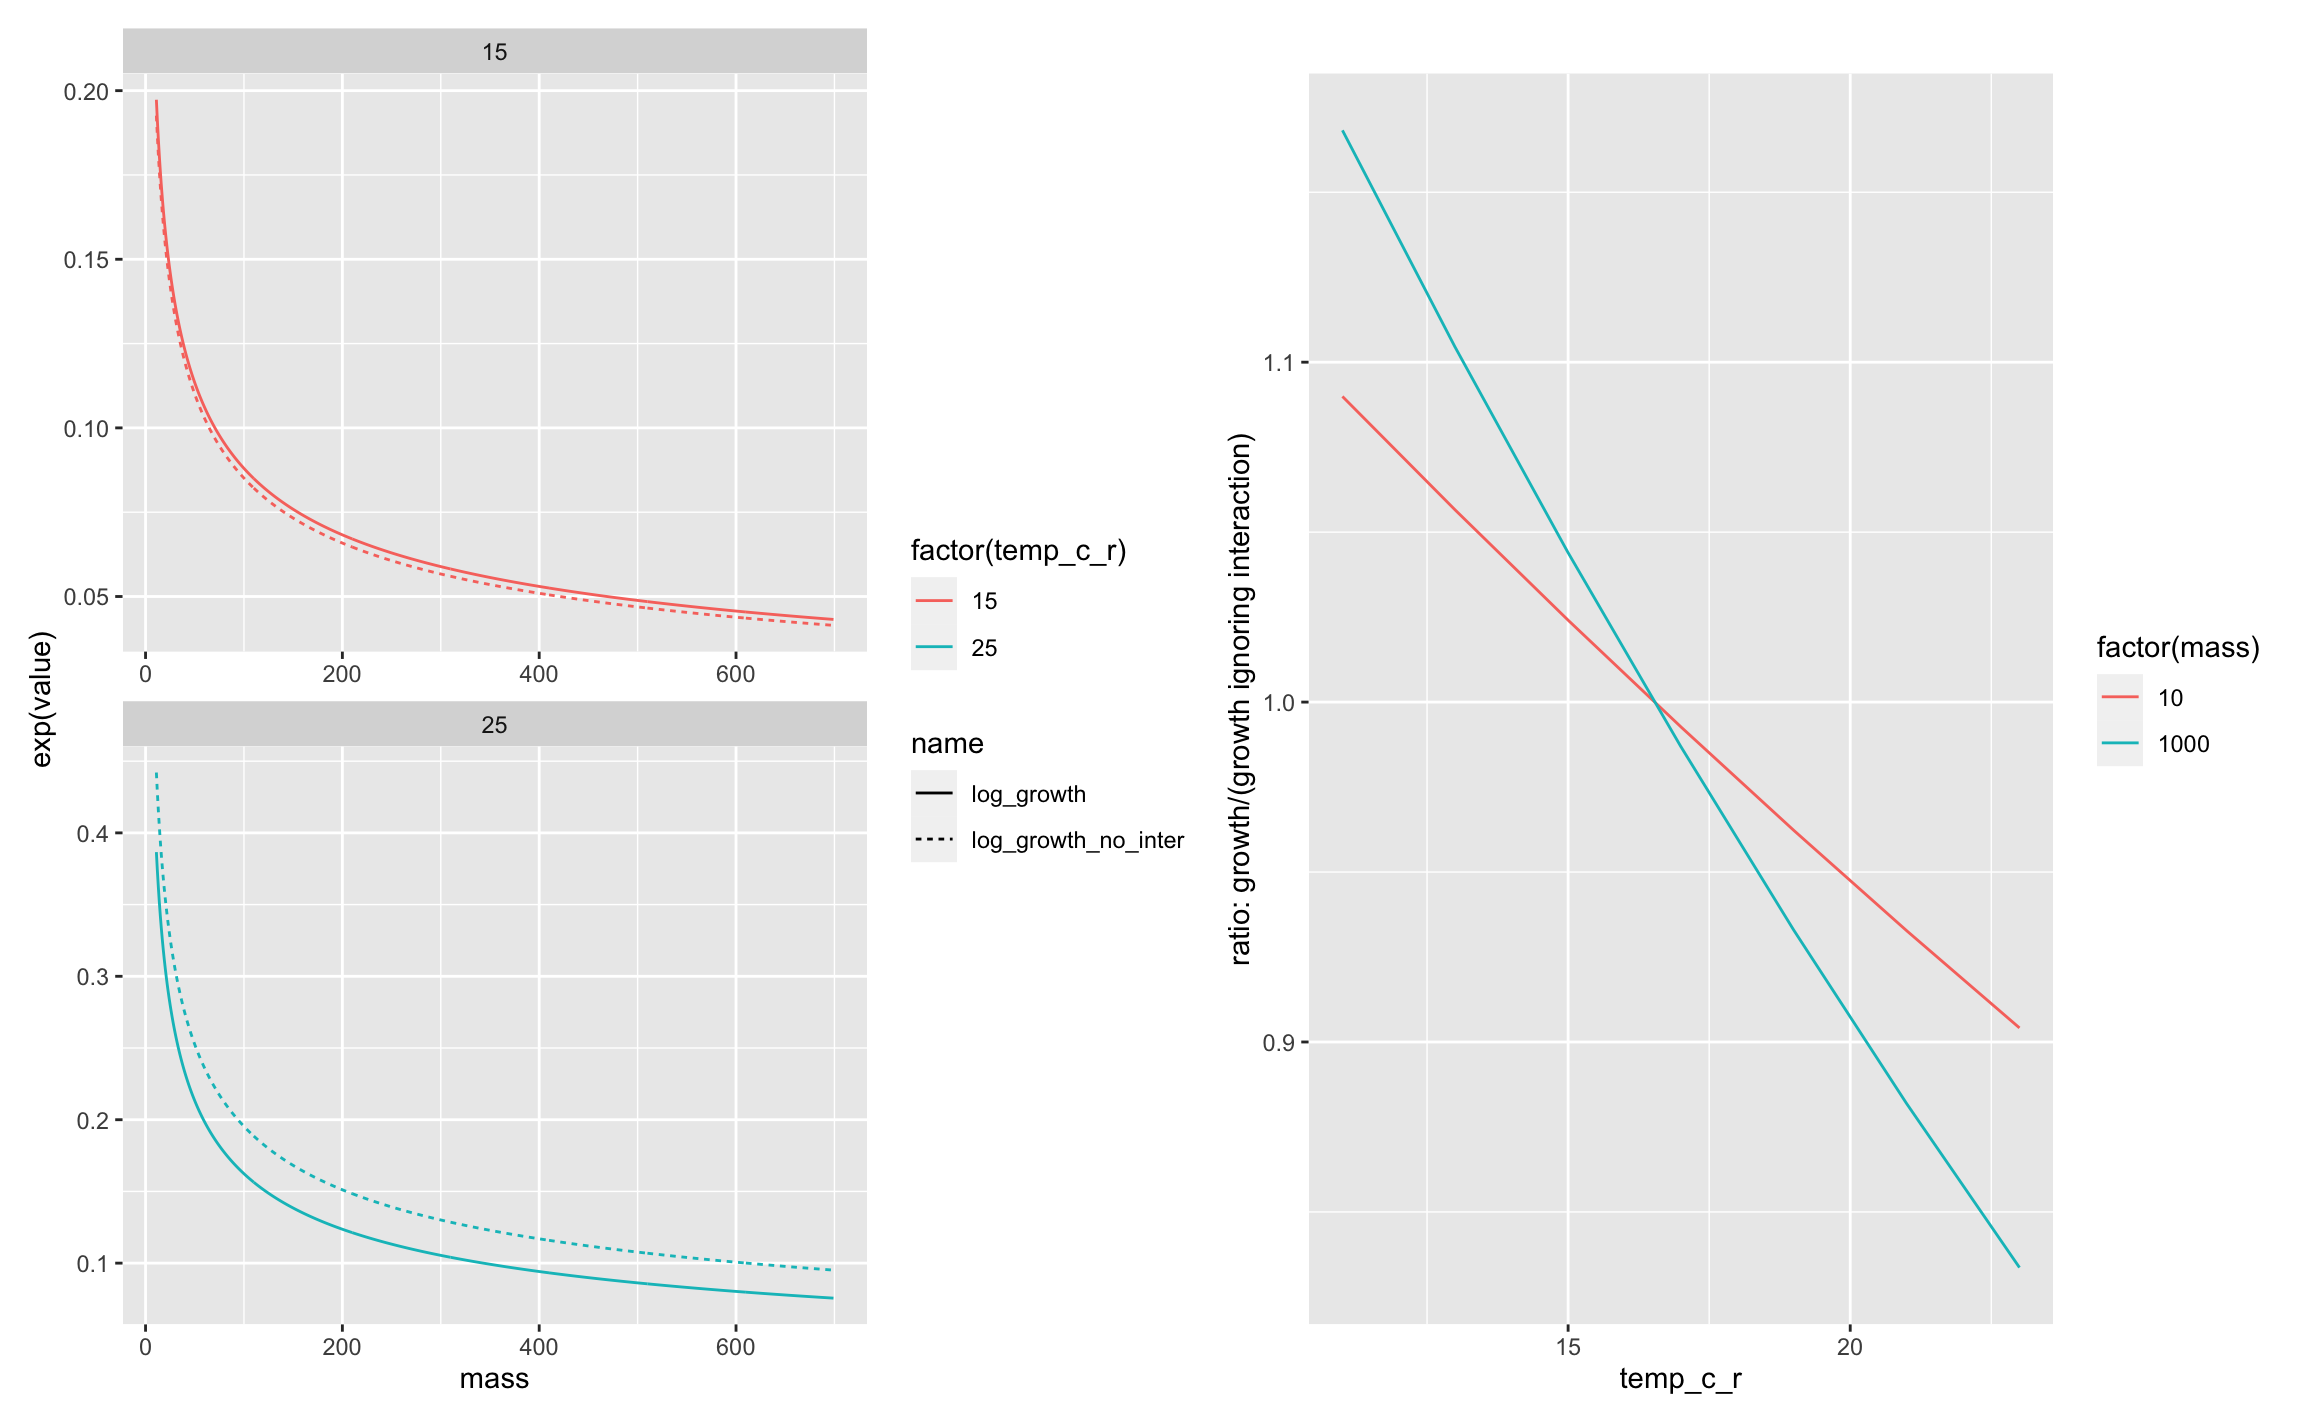 15
0.20
0.15
0.10
0.05
0 200 400 600
25
0.4
0.3
0.2
0.1
0 200 400 600
mass
exp(value)
factor(temp_c_r)
15
25
name
log_growth
log_growth_no_inter
ratio: growth/(growth ignoring interaction)
1.1
1.0
0.9
15 20
temp_c_r
factor(mass)
10
1000